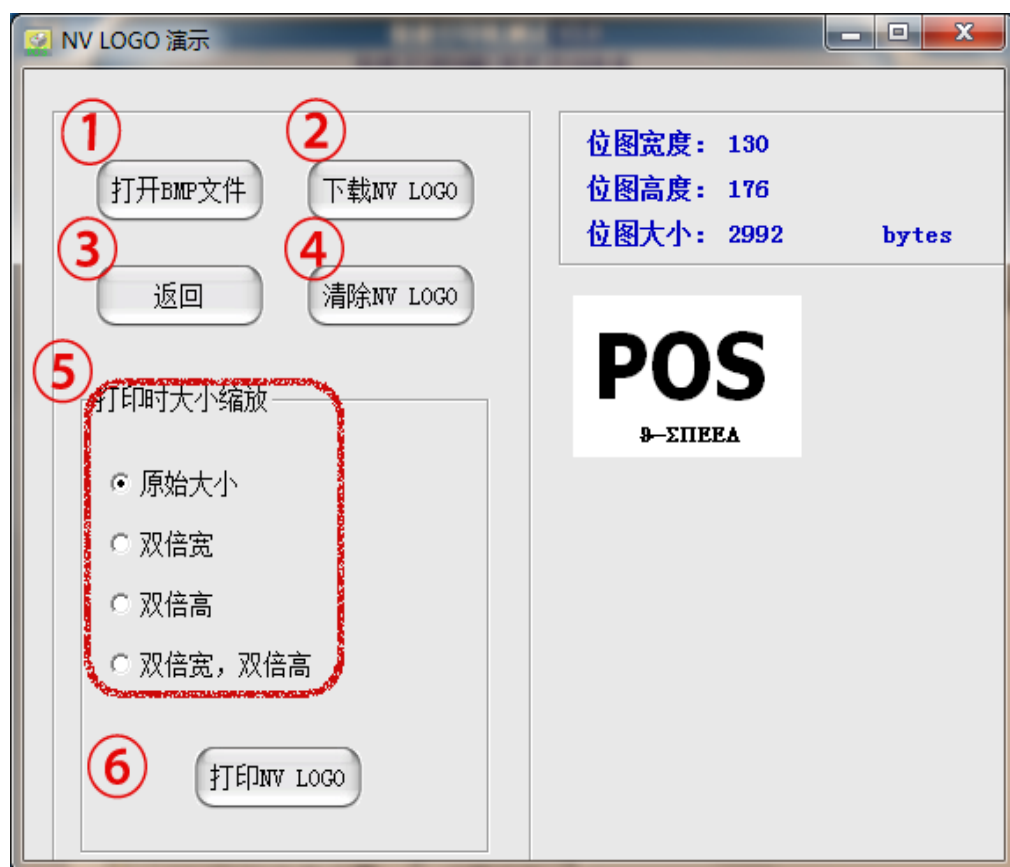 NV LOGO 演示
①
②
打开BMP文件
下载NV LOGO
③
④
返回
清除NV LOGO
⑤
打印时大小缩放
原始大小
双倍宽
双倍高
双倍宽，双倍高
⑥
打印NV LOGO
位图宽度： 130
位图高度： 176
位图大小： 2992 bytes
POS